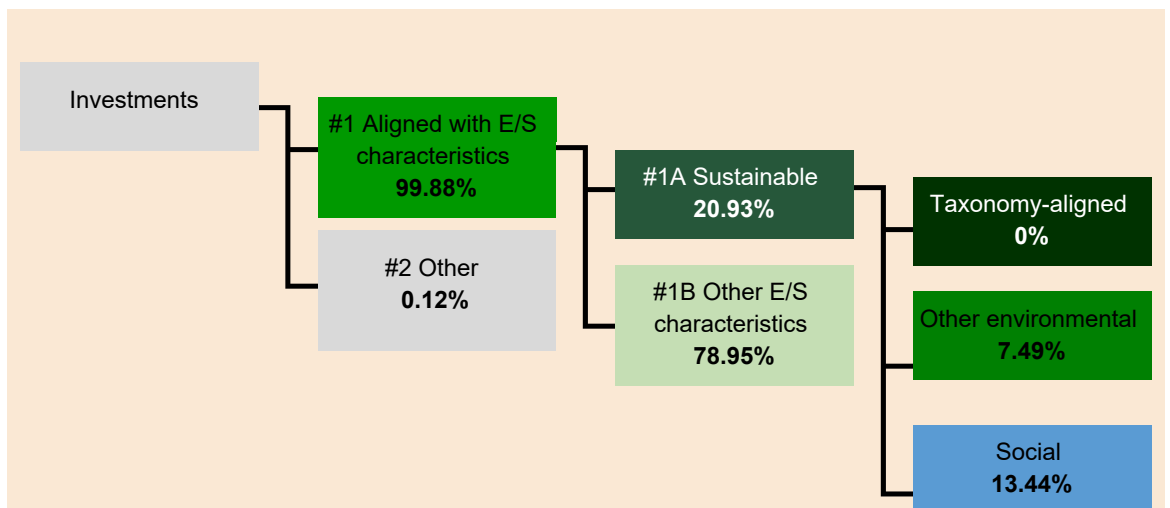 Investments
#1 Aligned with E/S
characteristics
99.88%
#2 Other
0.12%
#1A Sustainable
20.93%
#1B Other E/S
characteristics
78.95%
Taxonomy-aligned
0%
Other environmental
7.49%
Social
13.44%